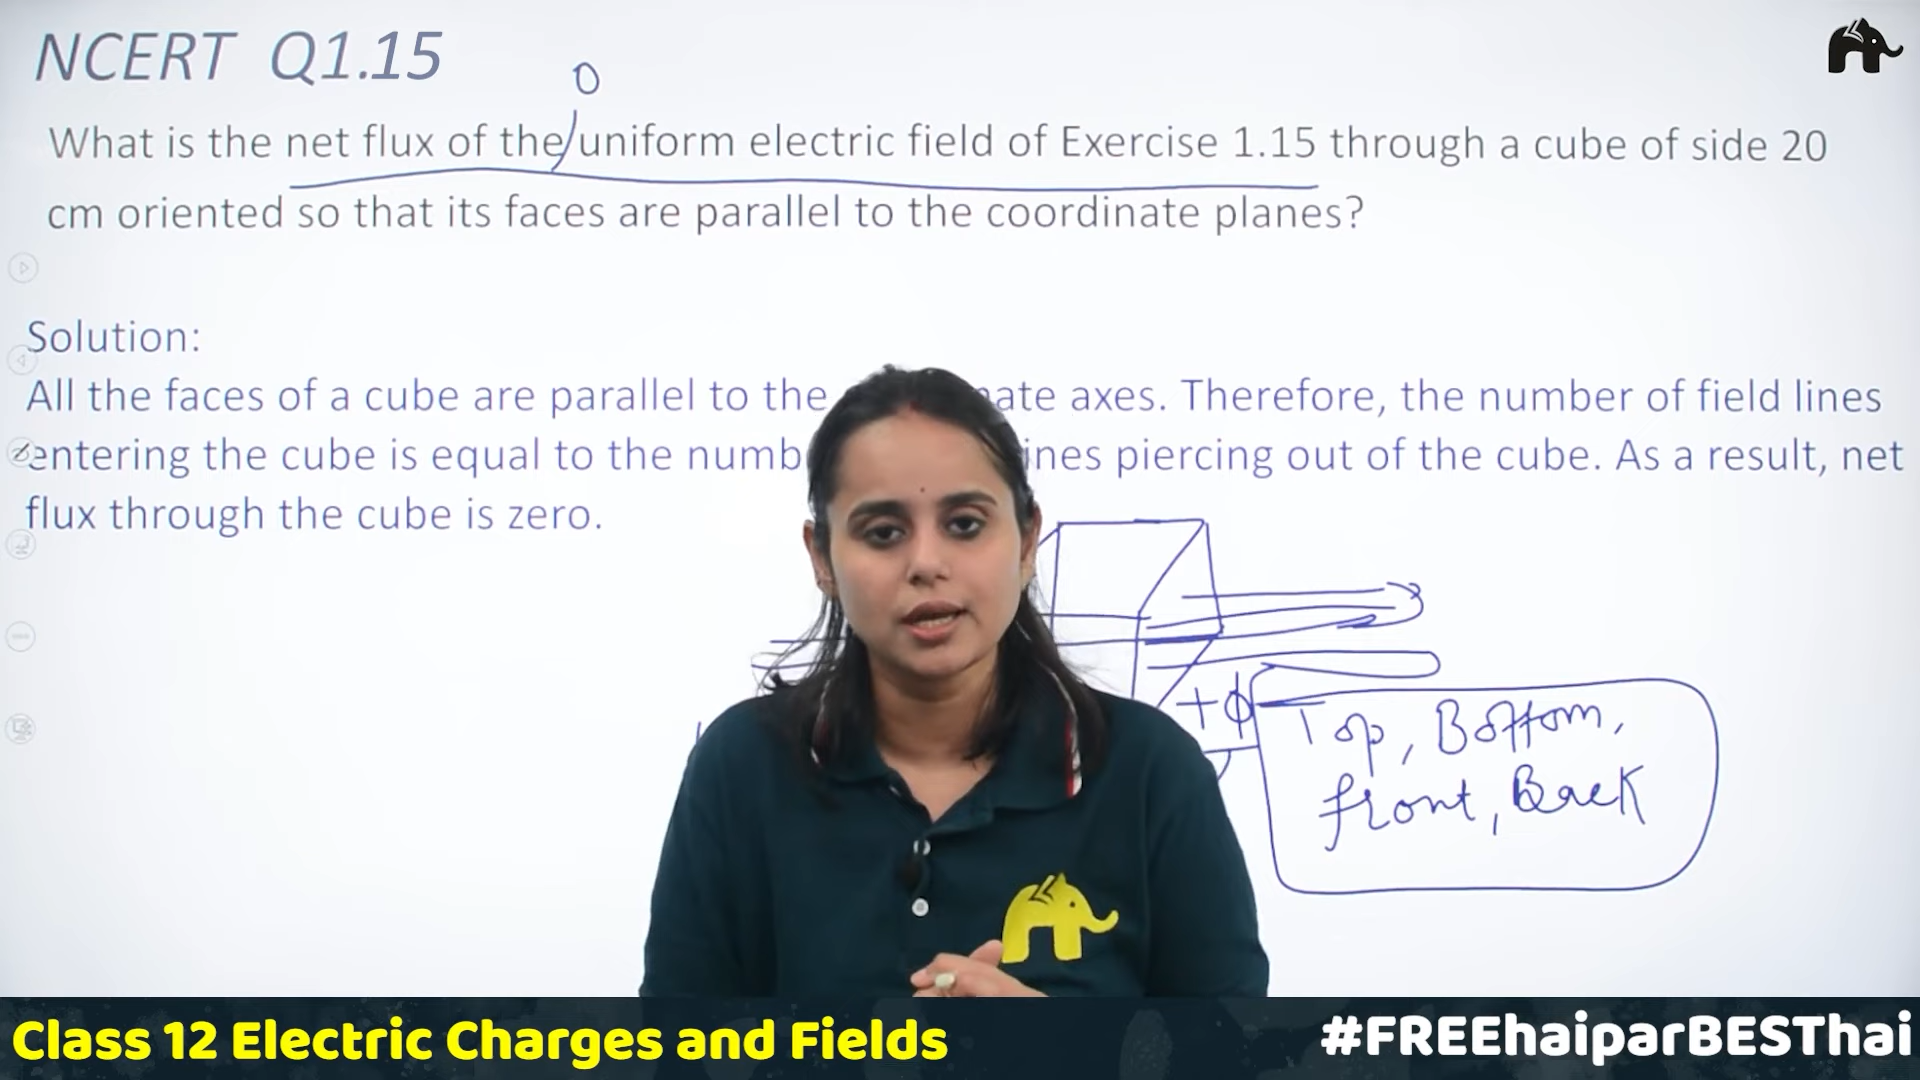 NCERT Q1.15
0
What is the net flux of the uniform electric field of Exercise 1.15 through a cube of side 20
cm oriented so that its faces are parallel to the coordinate planes?
Solution:
All the faces of a cube are parallel to the ate axes. Therefore, the number of field lines
entering the cube is equal to the numb ines piercing out of the cube. As a result, net
flux through the cube is zero.
+ϕ
Top, Bottom,
front, Back
Class 12 Electric Charges and Fields
#FREEhaiparBESThai